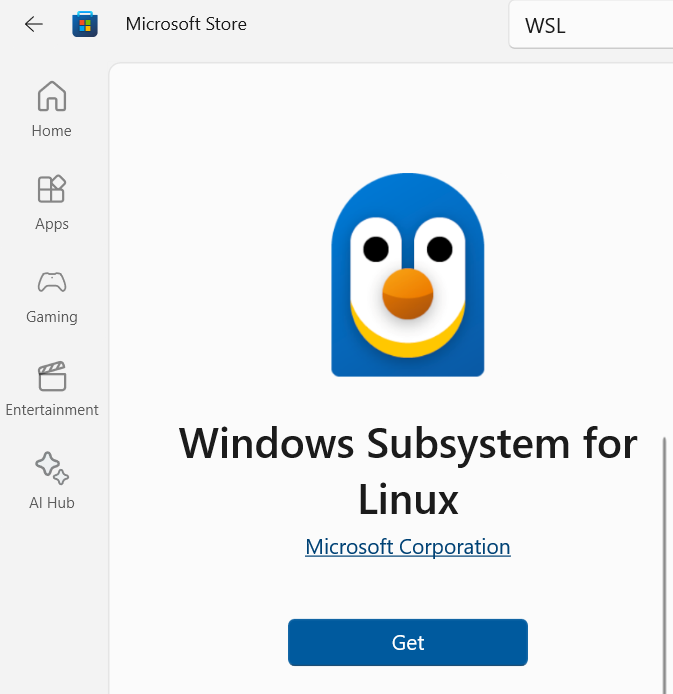 Microsoft Store
WSL
Home
Apps
Gaming
Entertainment
AI Hub
Windows Subsystem for
Linux
Microsoft Corporation
Get